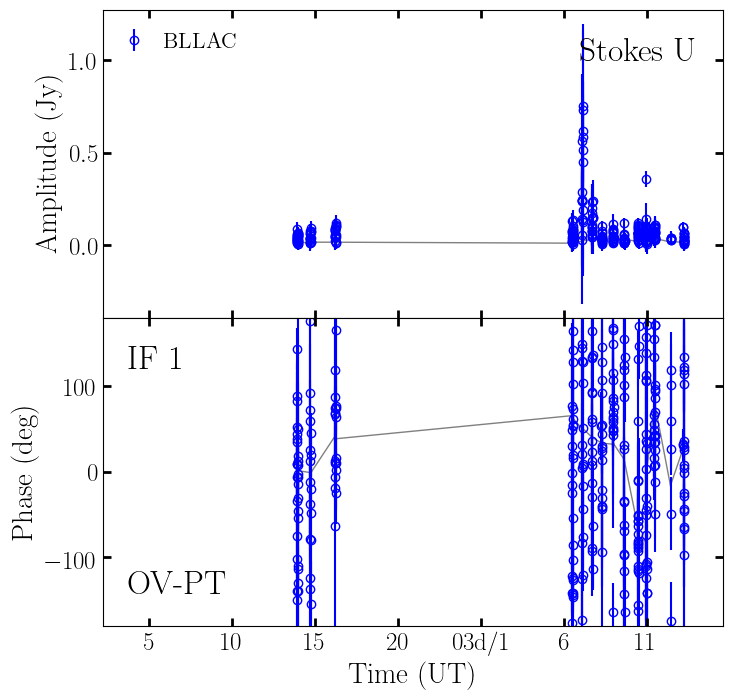 BLLAC
Stokes U
Amplitude (Jy)
1.0
0.5
0.0
IF 1
Phase (deg)
100
0
−100
OV-PT
5 10 15 20 03d/1 6 11
Time (UT)